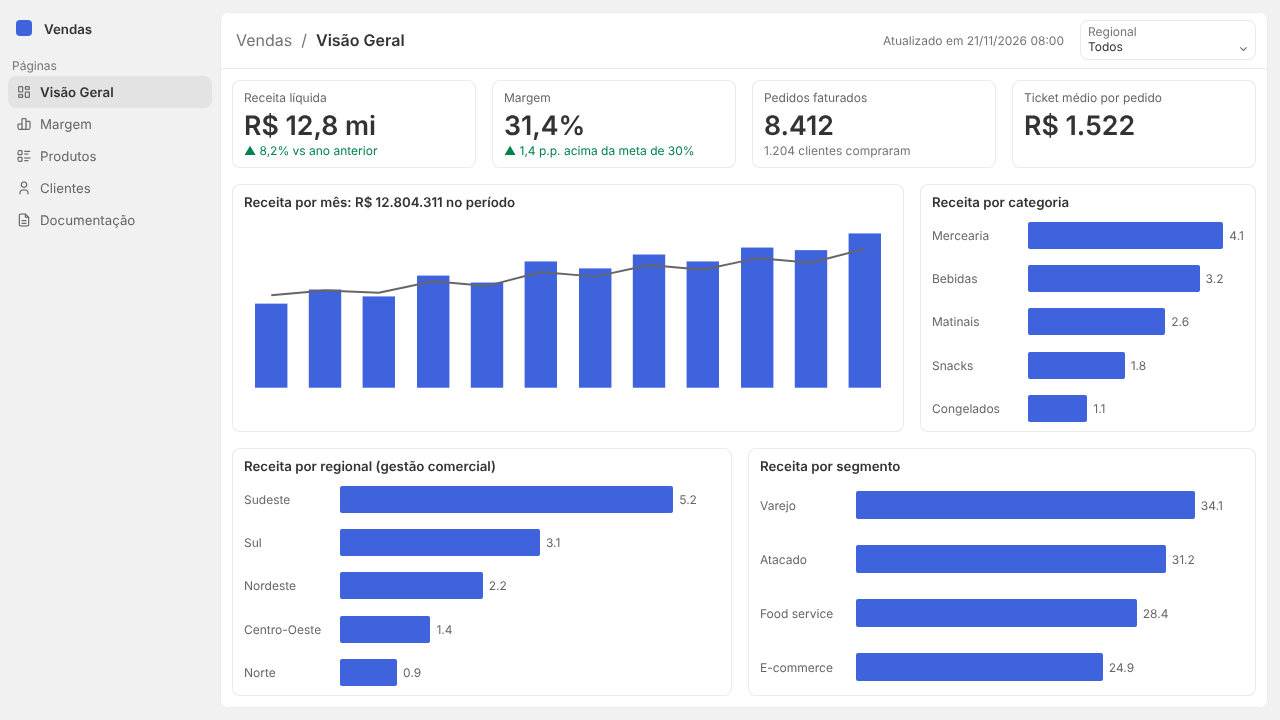 Vendas
Páginas
Visão Geral
Margem
Produtos
Clientes
Documentação
Vendas / Visão Geral
Atualizado em 21/11/2026 08:00
Regional
Todos
Receita líquida
R$ 12,8 mi
▲ 8,2% vs ano anterior
Margem
31,4%
▲ 1,4 p.p. acima da meta de 30%
Pedidos faturados
8.412
1.204 clientes compraram
Ticket médio por pedido
R$ 1.522
Receita por mês: R$ 12.804.311 no período
Receita por categoria
Mercearia 4.1
Bebidas 3.2
Matinais 2.6
Snacks 1.8
Congelados 1.1
Receita por regional (gestão comercial)
Sudeste 5.2
Sul 3.1
Nordeste 2.2
Centro-Oeste 1.4
Norte 0.9
Receita por segmento
Varejo 34.1
Atacado 31.2
Food service 28.4
E-commerce 24.9